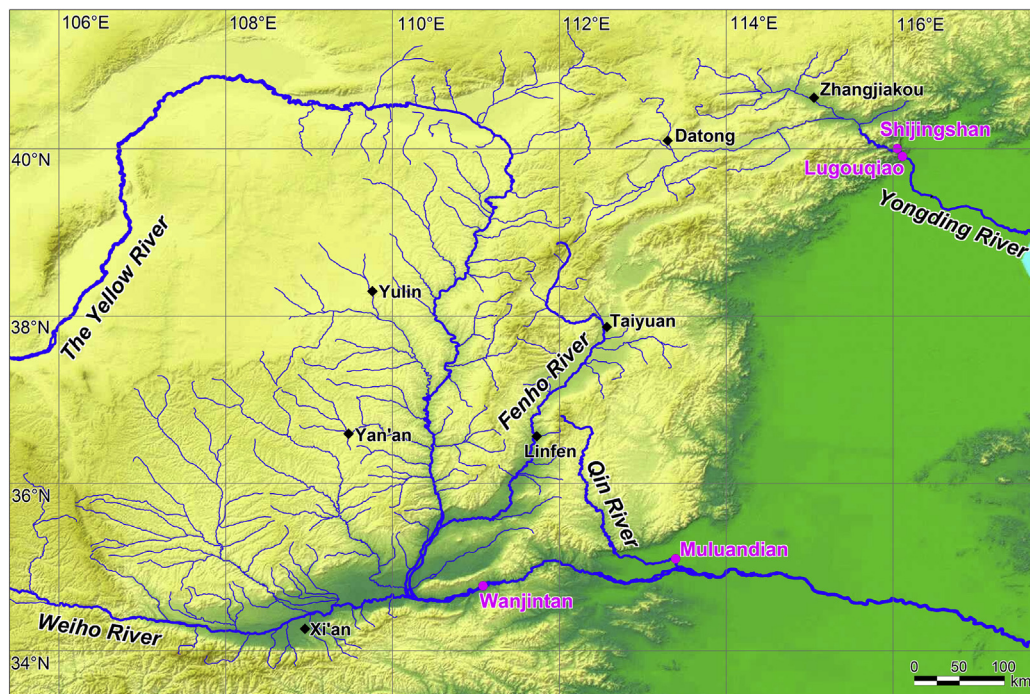 106°E
108°E
110°E
112°E
114°E
116°E
Zhangjiakou
Shijingshan
Datong
40°N
Lugouqiao
Yongding River
The Yellow River
Yulin
38°N
Taiyuan
Fenho River
Yan'an
Linfen
36°N
Qin River
Muluandian
Wanjintan
Weiho River
Xi'an
34°N
0 50 100
km